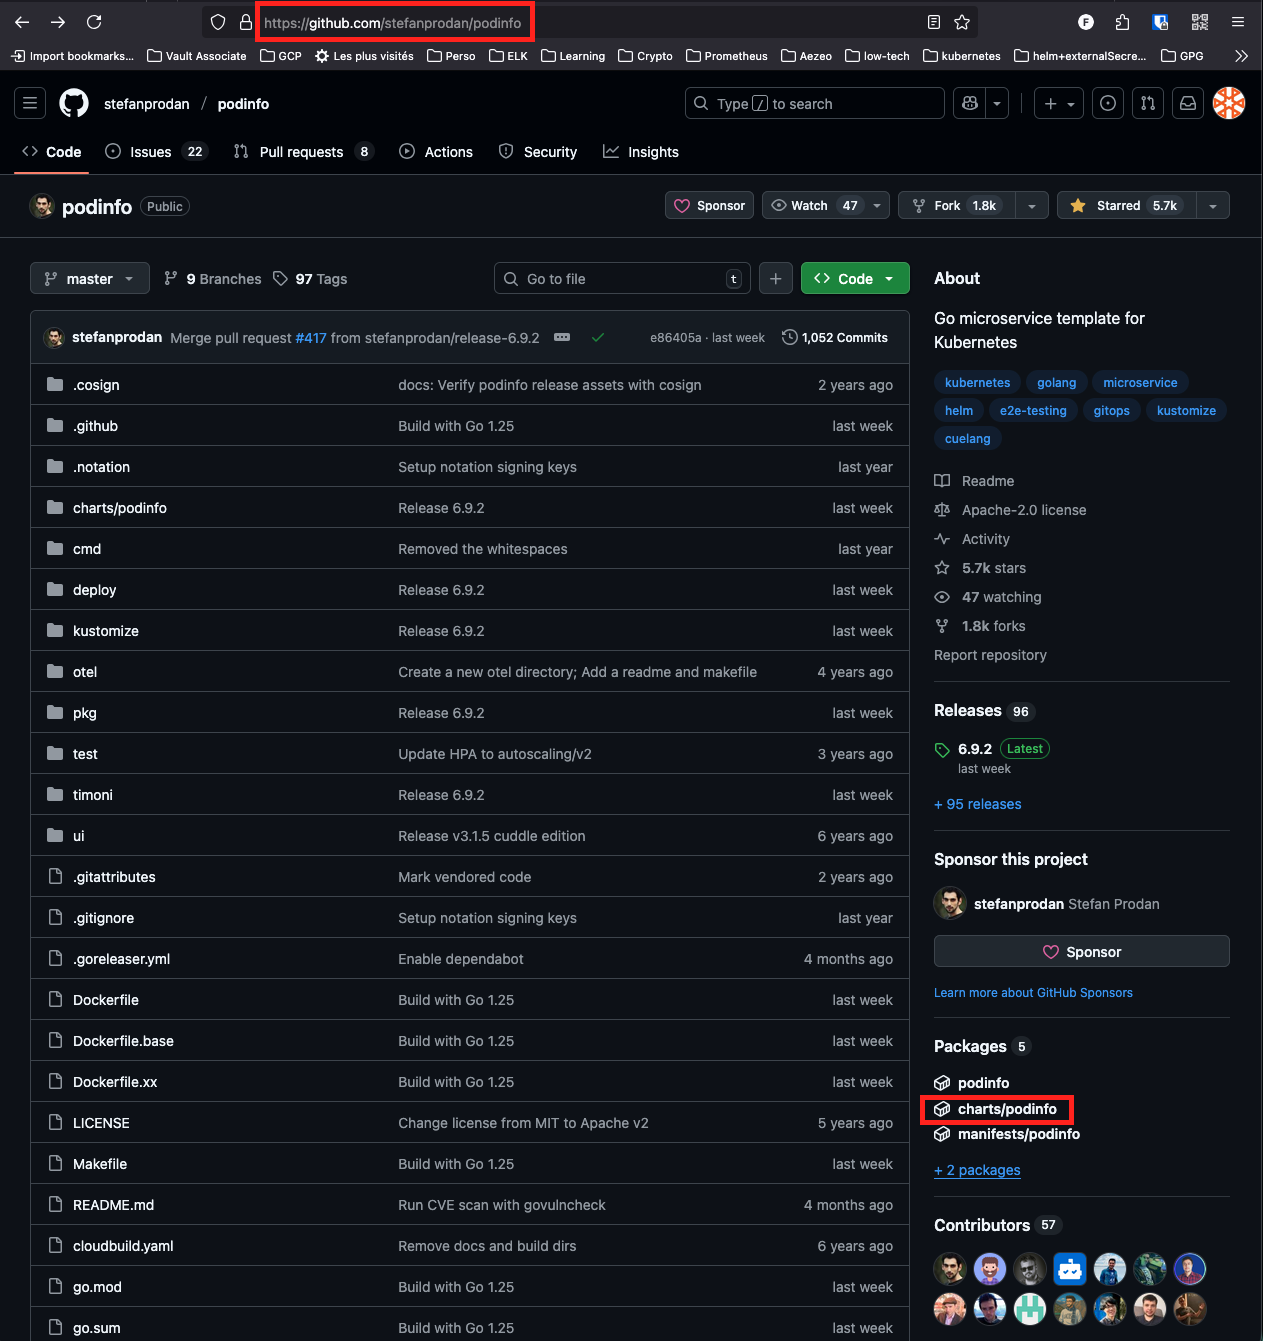 https://github.com/stefanprodan/podinfo
Import bookmarks... Vault Associate GCP Les plus visités Perso ELK Learning Crypto Prometheus Aezeo low-tech kubernetes helm+externalSecre... GPG
stefanprodan / podinfo Type / to search
Code Issues 22 Pull requests 8 Actions Security Insights
podinfo Public Sponsor Watch 47 Fork 1.8k Starred 5.7k
master 9 Branches 97 Tags Go to file t + Code
stefanprodan Merge pull request #417 from stefanprodan/release-6.9.2 e86405a · last week 1,052 Commits
.cosign docs: Verify podinfo release assets with cosign 2 years ago
.github Build with Go 1.25 last week
.notation Setup notation signing keys last year
charts/podinfo Release 6.9.2 last week
cmd Removed the whitespaces last year
deploy Release 6.9.2 last week
kustomize Release 6.9.2 last week
otel Create a new otel directory; Add a readme and makefile 4 years ago
pkg Release 6.9.2 last week
test Update HPA to autoscaling/v2 3 years ago
timoni Release 6.9.2 last week
ui Release v3.1.5 cuddle edition 6 years ago
.gitattributes Mark vendored code 2 years ago
.gitignore Setup notation signing keys last year
.goreleaser.yml Enable dependabot 4 months ago
Dockerfile Build with Go 1.25 last week
Dockerfile.base Build with Go 1.25 last week
Dockerfile.xx Build with Go 1.25 last week
LICENSE Change license from MIT to Apache v2 5 years ago
Makefile Build with Go 1.25 last week
README.md Run CVE scan with govulncheck 4 months ago
cloudbuild.yaml Remove docs and build dirs 6 years ago
go.mod Build with Go 1.25 last week
go.sum Build with Go 1.25 last week
About
Go microservice template for
Kubernetes
kubernetes golang microservice
helm e2e-testing gitops kustomize
cuelang
Readme
Apache-2.0 license
Activity
5.7k stars
47 watching
1.8k forks
Report repository
Releases 96
6.9.2 Latest
last week
+ 95 releases
Sponsor this project
stefanprodan Stefan Prodan
Sponsor
Learn more about GitHub Sponsors
Packages 5
podinfo
charts/podinfo
manifests/podinfo
+ 2 packages
Contributors 57